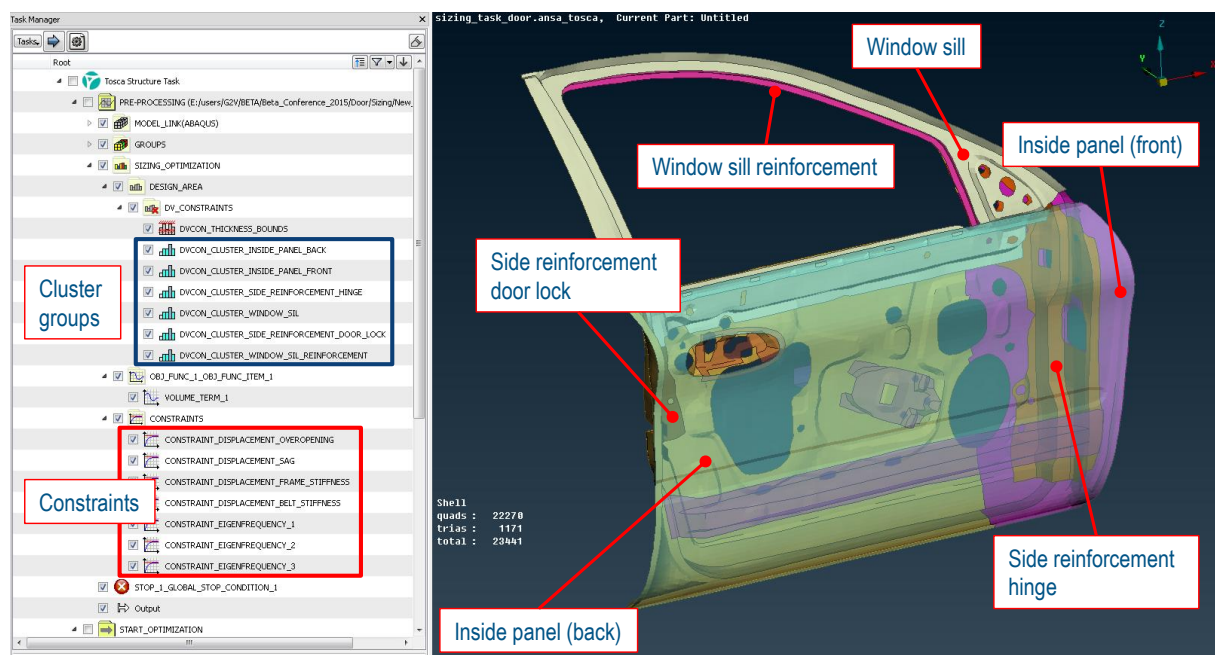 Task Manager
Tasks
Root
Tosca Structure Task
PRE-PROCESSING (E:/users/G2V/BETA/Beta_Conference_2015/Door/Sizing/New_
MODEL_LINK(ABAQUS)
GROUPS
SIZING_OPTIMIZATION
DESIGN_AREA
DV_CONSTRAINTS
DVCON_THICKNESS_BOUNDS
DVCON_CLUSTER_INSIDE_PANEL_BACK
DVCON_CLUSTER_INSIDE_PANEL_FRONT
DVCON_CLUSTER_SIDE_REINFORCEMENT_HINGE
DVCON_CLUSTER_WINDOW_SIL
DVCON_CLUSTER_SIDE_REINFORCEMENT_DOOR_LOCK
DVCON_CLUSTER_WINDOW_SIL_REINFORCEMENT
Cluster
groups
OBJ_FUNC_1_OBJ_FUNC_ITEM_1
VOLUME_TERM_1
CONSTRAINTS
CONSTRAINT_DISPLACEMENT_OVEROPENING
CONSTRAINT_DISPLACEMENT_SAG
CONSTRAINT_DISPLACEMENT_FRAME_STIFFNESS
CONSTRAINT_DISPLACEMENT_BELT_STIFFNESS
CONSTRAINT_EIGENFREQUENCY_1
CONSTRAINT_EIGENFREQUENCY_2
CONSTRAINT_EIGENFREQUENCY_3
Constraints
STOP_1_GLOBAL_STOP_CONDITION_1
Output
START_OPTIMIZATION
sizing_task_door.ansa_tosca, Current Part: Untitled
Z
Y
X
Window sill
Inside panel (front)
Window sill reinforcement
Side reinforcement
door lock
Shell
quads : 22270
trias : 1171
total : 23441
Side reinforcement
hinge
Inside panel (back)